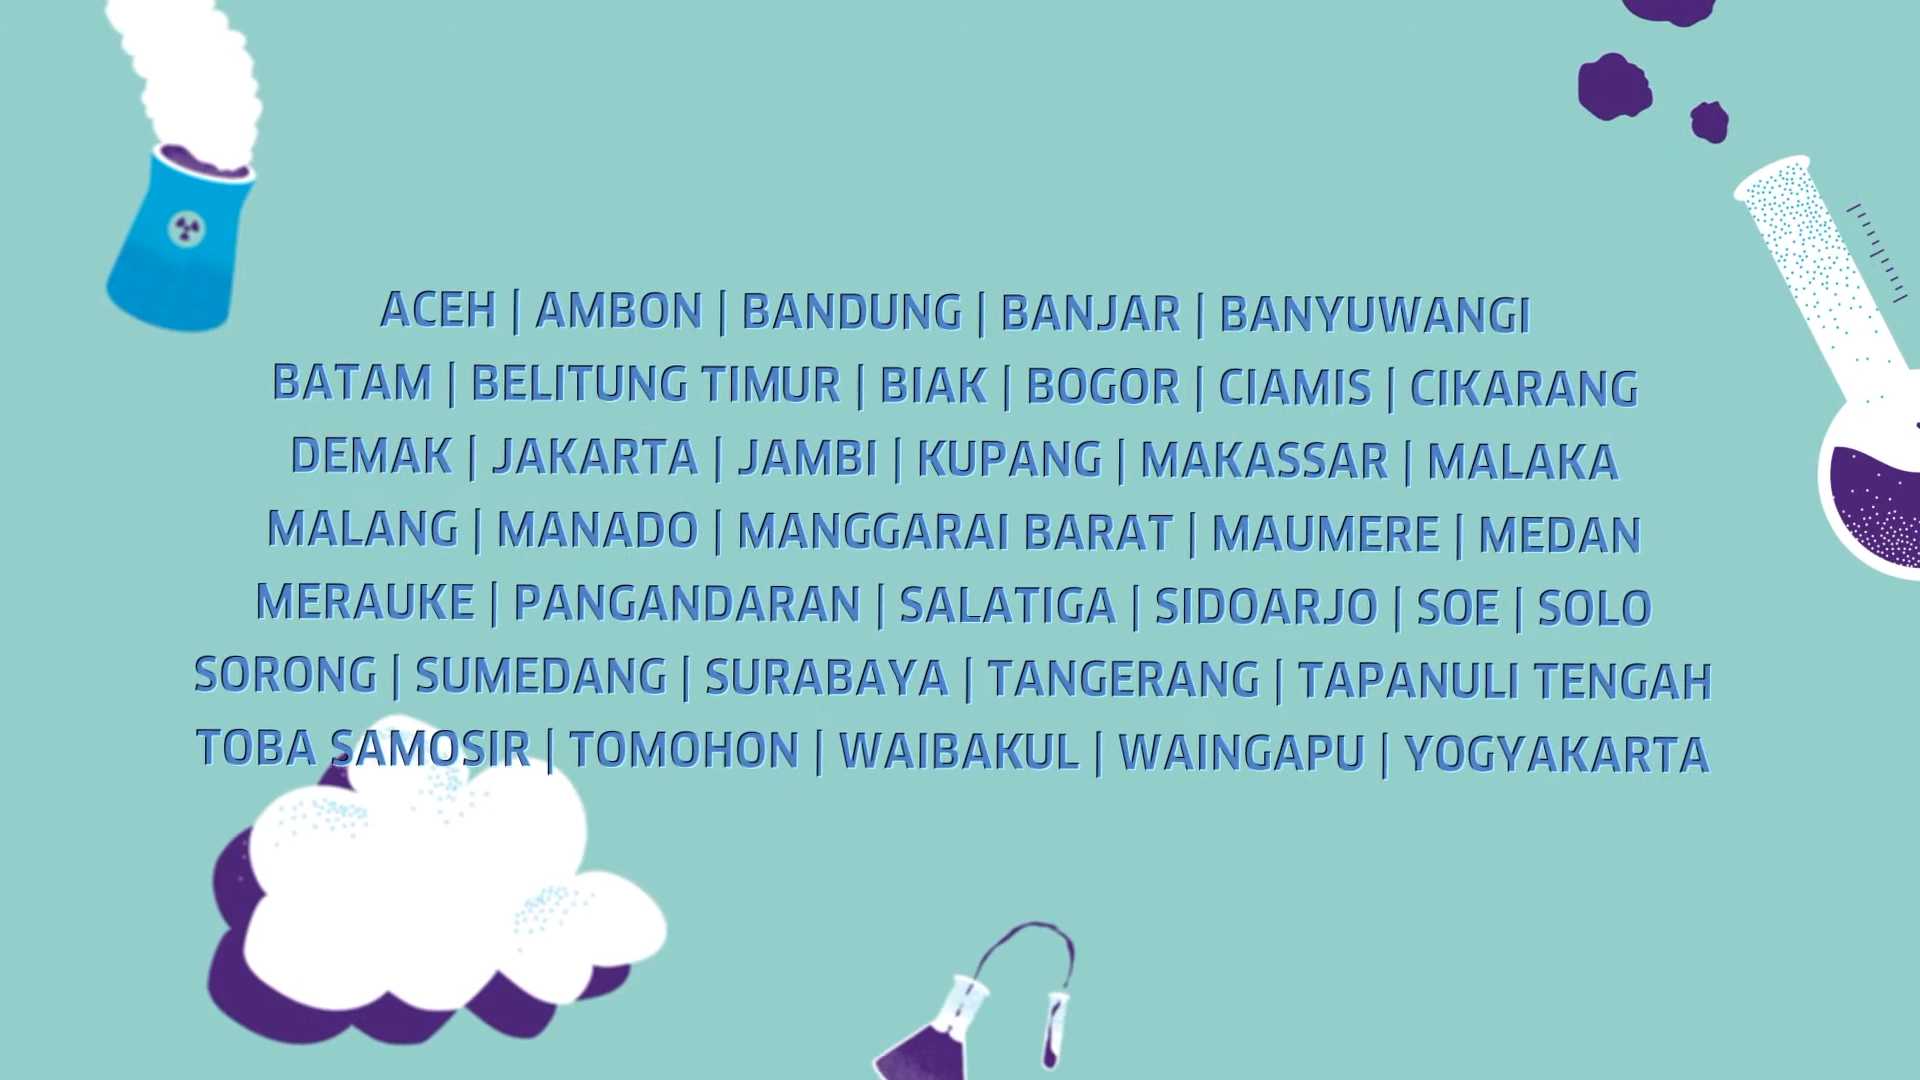 ACEH | AMBON | BANDUNG | BANJAR | BANYUWANGI
BATAM | BELITUNG TIMUR | BIAK | BOGOR | CIAMIS | CIKARANG
DEMAK | JAKARTA | JAMBI | KUPANG | MAKASSAR | MALAKA
MALANG | MANADO | MANGGARAI BARAT | MAUMERE | MEDAN
MERAUKE | PANGANDARAN | SALATIGA | SIDOARJO | SOE | SOLO
SORONG | SUMEDANG | SURABAYA | TANGERANG | TAPANULI TENGAH
TOBA SAMOSIR | TOMOHON | WAIBAKUL | WAINGAPU | YOGYAKARTA